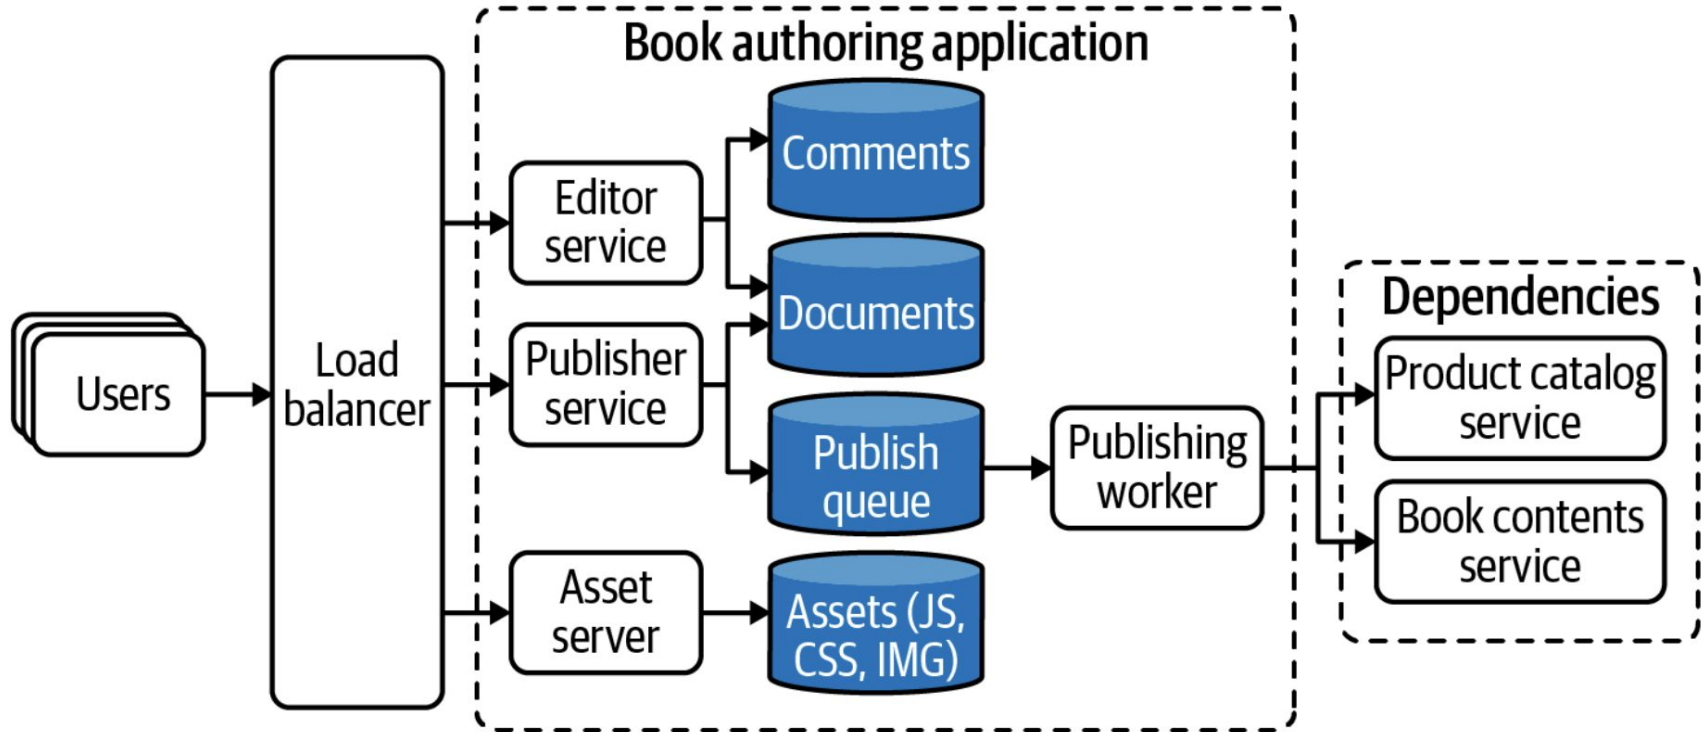 Book authoring application
Users
Load
balancer
Editor
service
Publisher
service
Asset
server
Comments
Documents
Publish
queue
Assets (JS,
CSS, IMG)
Publishing
worker
Dependencies
Product catalog
service
Book contents
service